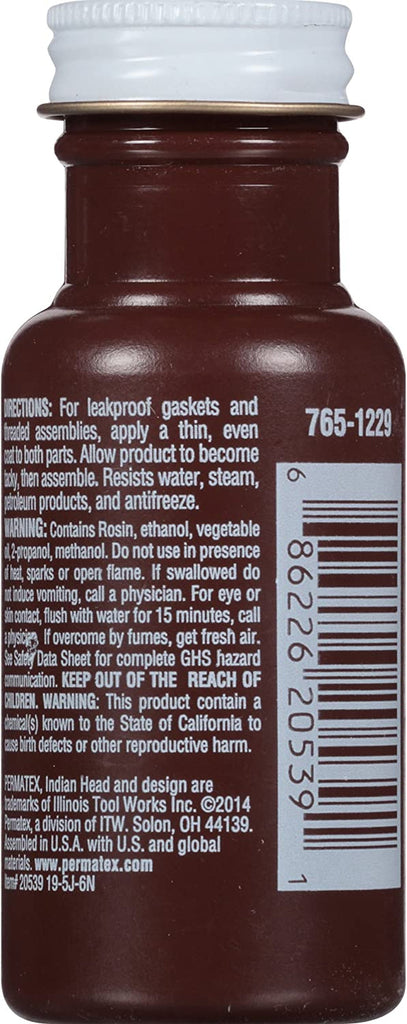 DIRECTIONS: For leakproof gaskets and
threaded assemblies, apply a thin, even
coat to both parts. Allow product to become
tacky, then assemble. Resists water, steam,
petroleum products, and antifreeze.
WARNING: Contains Rosin, ethanol, vegetable
oil, 2-propanol, methanol. Do not use in presence
of heat, sparks or open flame. If swallowed do
not induce vomiting, call a physician. For eye or
skin contact, flush with water for 15 minutes, call
a physician. If overcome by fumes, get fresh air.
See Safety Data Sheet for complete GHS hazard
communication. KEEP OUT OF THE REACH OF
CHILDREN. WARNING: This product contain a
chemical(s) known to the State of California to
cause birth defects or other reproductive harm.
PERMATEX, Indian Head and design are
trademarks of Illinois Tool Works Inc. ©2014
Permatex, a division of ITW. Solon, OH 44139.
Assembled in U.S.A. with U.S. and global
materials. www.permatex.com
Item# 20539 19-5J-6N
765-1229
6 86226 20539 1